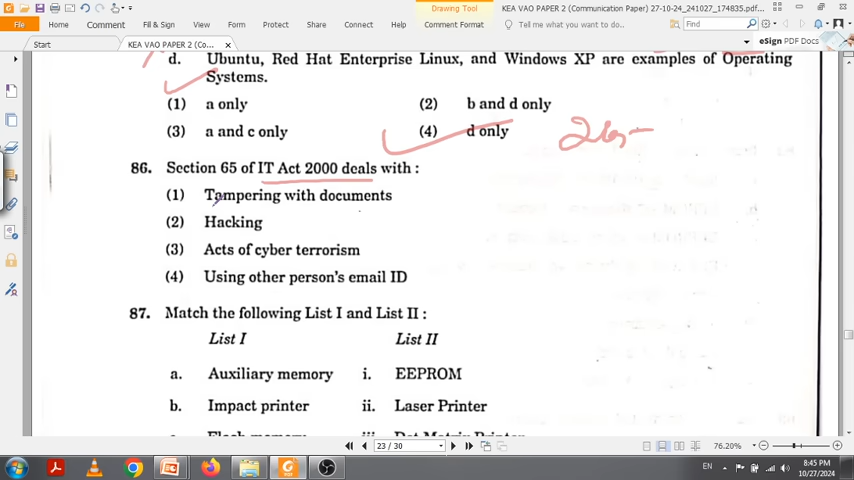 Drawing Tool
KEA VAO PAPER 2 (Communication Paper) 27-10-24_241027_174835.pdf...
File Home Comment Fill & Sign View Form Protect Share Connect Help Comment Format Tell me what you want to do... Find
Start KEA VAO PAPER 2 (Co... eSign PDF Docs
d. Ubuntu, Red Hat Enterprise Linux, and Windows XP are examples of Operating
Systems.
(1) a only (2) b and d only
(3) a and c only (4) d only
86. Section 65 of IT Act 2000 deals with :
(1) Tampering with documents
(2) Hacking
(3) Acts of cyber terrorism
(4) Using other person's email ID
87. Match the following List I and List II :
List I List II
a. Auxiliary memory i. EEPROM
b. Impact printer ii. Laser Printer
c. Flash memory iii. Dot Matrix Printer
23 / 30 76.20%
EN 8:45 PM
10/27/2024